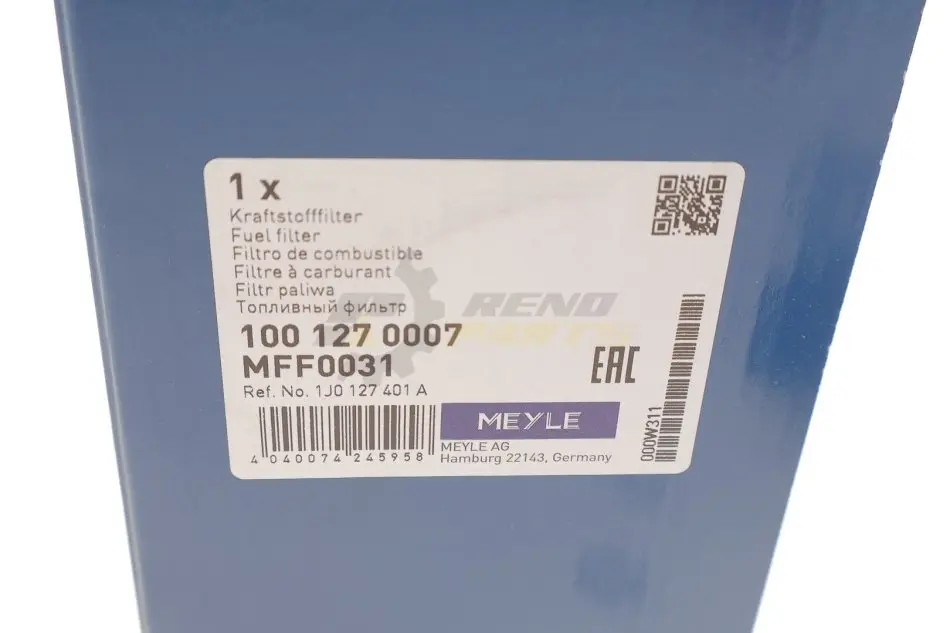 1 x
Kraftstofffilter
Fuel filter
Filtro de combustible
Filtre à carburant
Filtr paliwa
Топливный фильтр
RENO
PARTS
100 127 0007
MFF0031
Ref. No. 1J0 127 401 A
EAC
MEYLE
MEYLE AG
Hamburg 22143, Germany
4 040074 245958
000W311